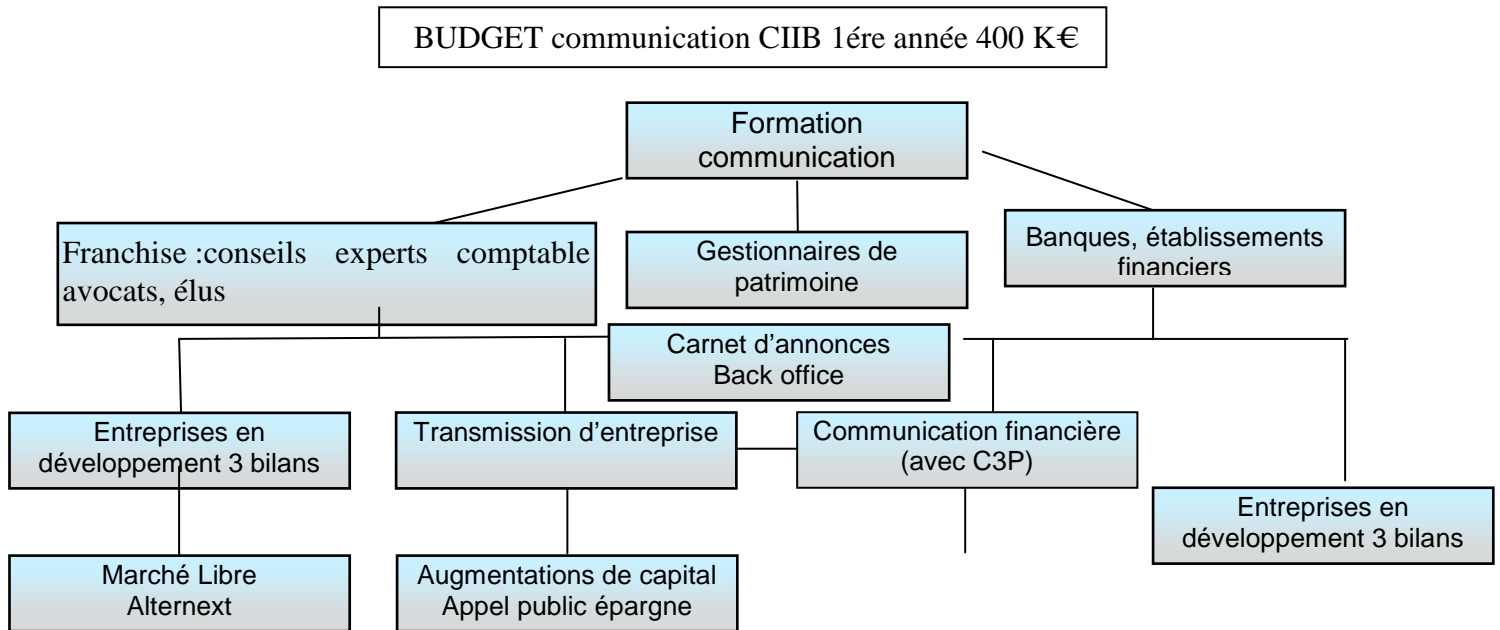 BUDGET communication CIIB 1ére année 400 K€
Formation
communication
Franchise :conseils experts comptable
avocats, élus
Gestionnaires de
patrimoine
Banques, établissements
financiers
Carnet d'annonces
Back office
Entreprises en
développement 3 bilans
Transmission d'entreprise
Communication financière
(avec C3P)
Entreprises en
développement 3 bilans
Marché Libre
Alternext
Augmentations de capital
Appel public épargne